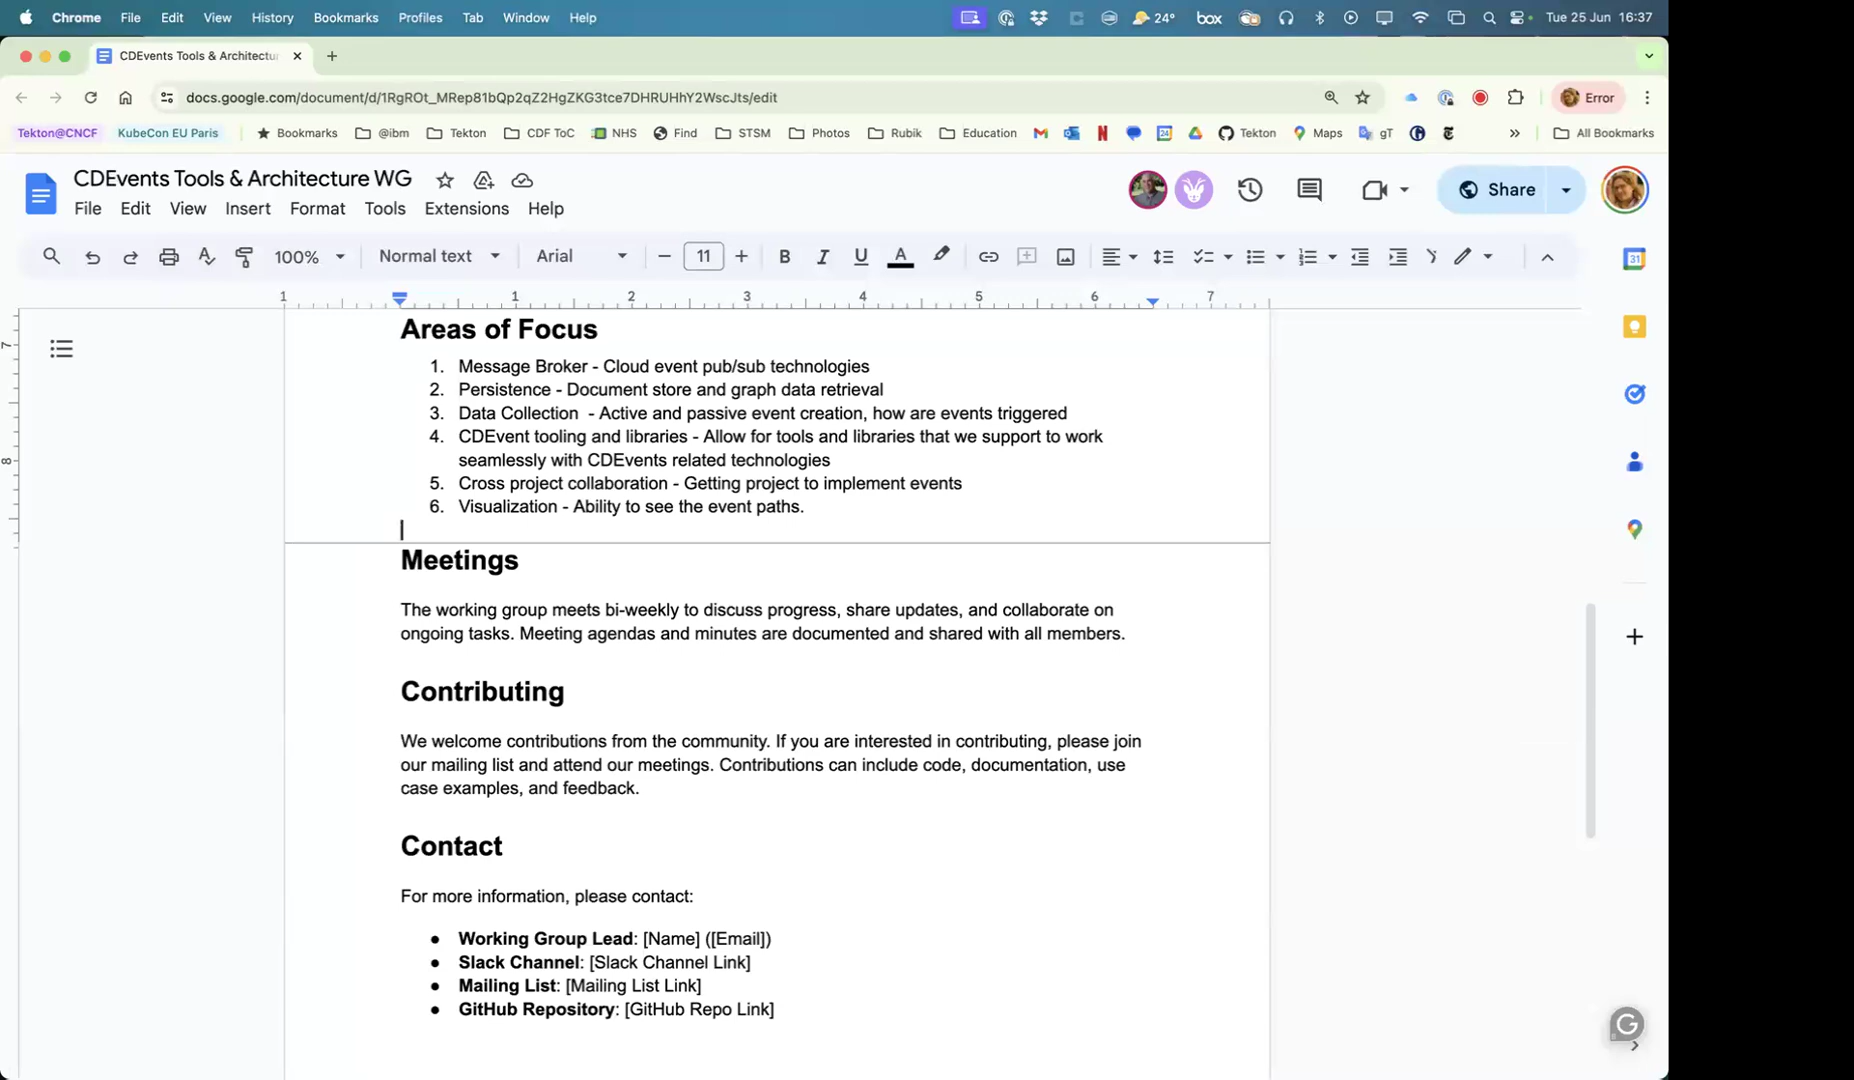 Chrome File Edit View History Bookmarks Profiles Tab Window Help 24° box Tue 25 Jun 16:37
CDEvents Tools & Architectu
docs.google.com/document/d/1RgROt_MRep81bQp2qZ2HgZKG3tce7DHRUHhY2WscJts/edit Error
Tekton@CNCF KubeCon EU Paris Bookmarks @ibm Tekton CDF ToC NHS Find STSM Photos Rubik Education Tekton Maps gT » All Bookmarks
CDEvents Tools & Architecture WG
File Edit View Insert Format Tools Extensions Help
Share
100% Normal text Arial 11 B I U A
31
1 1 2 3 4 5 6 7
7
8
Areas of Focus
1. Message Broker - Cloud event pub/sub technologies
2. Persistence - Document store and graph data retrieval
3. Data Collection - Active and passive event creation, how are events triggered
4. CDEvent tooling and libraries - Allow for tools and libraries that we support to work
seamlessly with CDEvents related technologies
5. Cross project collaboration - Getting project to implement events
6. Visualization - Ability to see the event paths.
Meetings
The working group meets bi-weekly to discuss progress, share updates, and collaborate on
ongoing tasks. Meeting agendas and minutes are documented and shared with all members.
Contributing
We welcome contributions from the community. If you are interested in contributing, please join
our mailing list and attend our meetings. Contributions can include code, documentation, use
case examples, and feedback.
Contact
For more information, please contact:
● Working Group Lead: [Name] ([Email])
● Slack Channel: [Slack Channel Link]
● Mailing List: [Mailing List Link]
● GitHub Repository: [GitHub Repo Link]